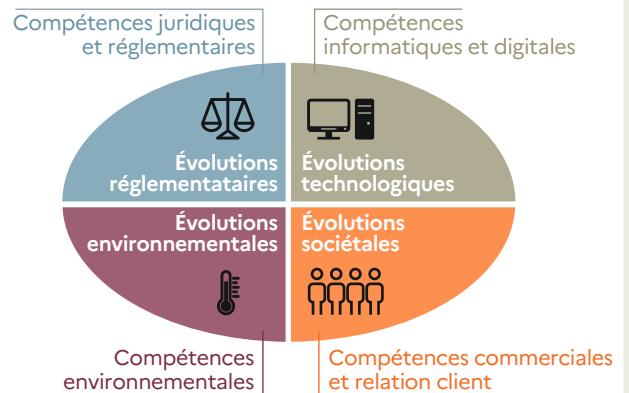 Compétences juridiques
et réglementaires
Compétences
informatiques et digitales
Évolutions
réglementataires
Évolutions
technologiques
Évolutions
environnementales
Évolutions
sociétales
Compétences
environnementales
Compétences commerciales
et relation client